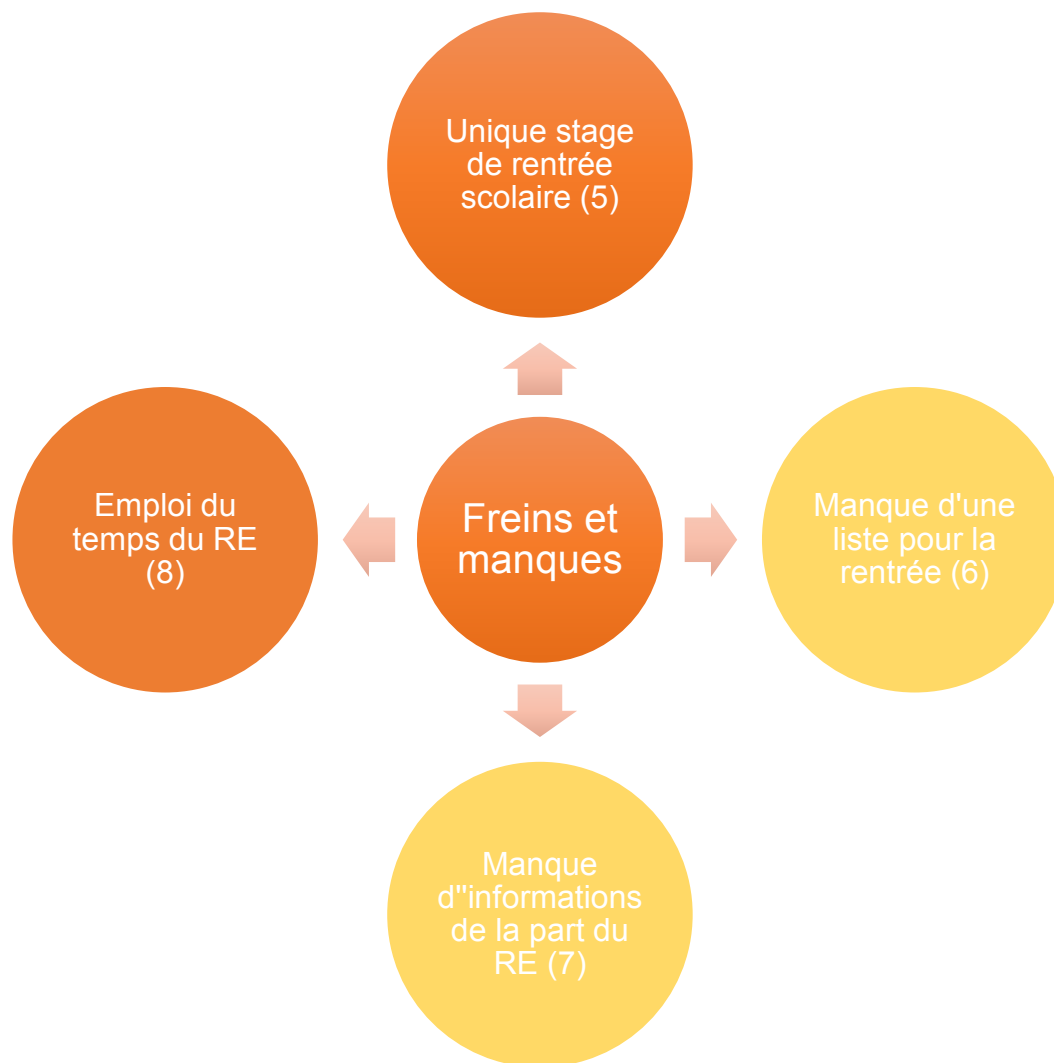 Unique stage
de rentrée
scolaire (5)
Emploi du
temps du RE
(8)
Freins et
manques
Manque d'une
liste pour la
rentrée (6)
Manque
d''informations
de la part du
RE (7)